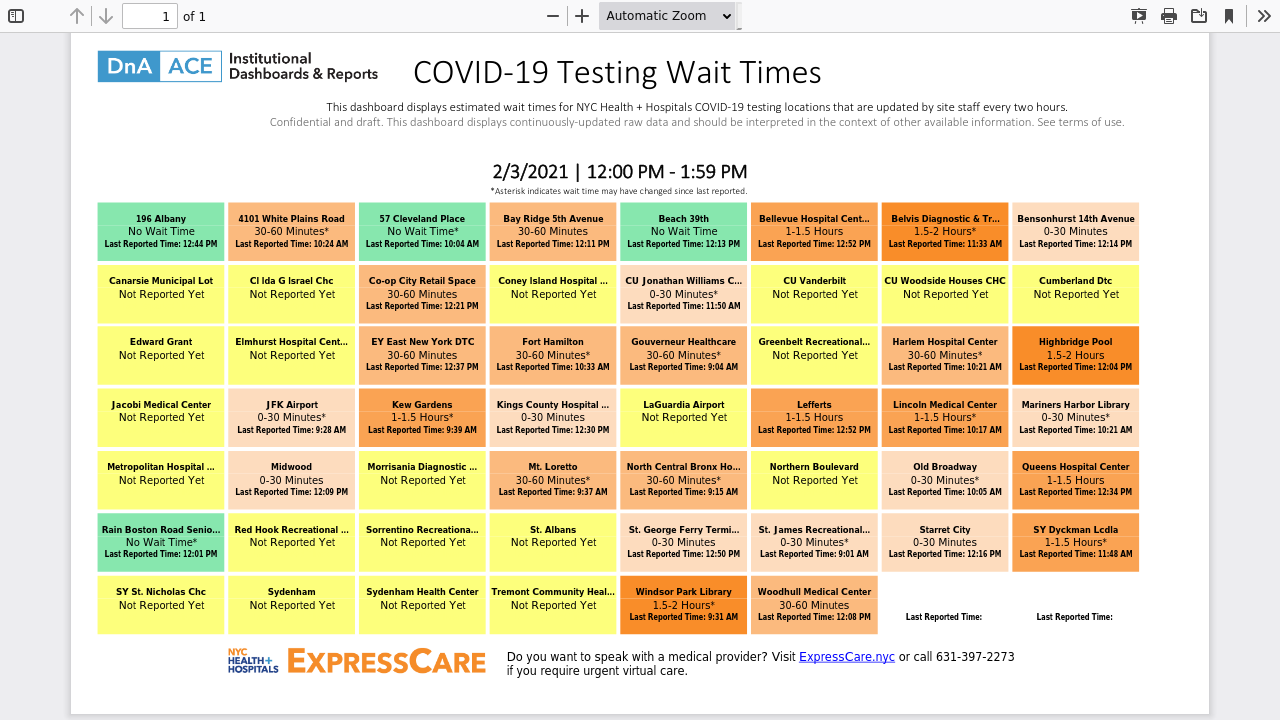 1 of 1 Automatic Zoom
DnA ACE Institutional
Dashboards & Reports
COVID-19 Testing Wait Times
This dashboard displays estimated wait times for NYC Health + Hospitals COVID-19 testing locations that are updated by site staff every two hours.
Confidential and draft. This dashboard displays continuously-updated raw data and should be interpreted in the context of other available information. See terms of use.
2/3/2021 | 12:00 PM - 1:59 PM
*Asterisk indicates wait time may have changed since last reported.
196 Albany 4101 White Plains Road 57 Cleveland Place Bay Ridge 5th Avenue Beach 39th Bellevue Hospital Cent... Belvis Diagnostic & Tr... Bensonhurst 14th Avenue
No Wait Time 30-60 Minutes* No Wait Time* 30-60 Minutes No Wait Time 1-1.5 Hours 1.5-2 Hours* 0-30 Minutes
Last Reported Time: 12:44 PM Last Reported Time: 10:24 AM Last Reported Time: 10:04 AM Last Reported Time: 12:11 PM Last Reported Time: 12:13 PM Last Reported Time: 12:52 PM Last Reported Time: 11:33 AM Last Reported Time: 12:14 PM
Canarsie Municipal Lot CI Ida G Israel Chc Co-op City Retail Space Coney Island Hospital ... CU Jonathan Williams C... CU Vanderbilt CU Woodside Houses CHC Cumberland Dtc
Not Reported Yet Not Reported Yet 30-60 Minutes Not Reported Yet 0-30 Minutes* Not Reported Yet Not Reported Yet Not Reported Yet
Last Reported Time: 12:21 PM Last Reported Time: 11:50 AM
Edward Grant Elmhurst Hospital Cent... EY East New York DTC Fort Hamilton Gouverneur Healthcare Greenbelt Recreational... Harlem Hospital Center Highbridge Pool
Not Reported Yet Not Reported Yet 30-60 Minutes 30-60 Minutes* 30-60 Minutes* Not Reported Yet 30-60 Minutes* 1.5-2 Hours
Last Reported Time: 12:37 PM Last Reported Time: 10:33 AM Last Reported Time: 9:04 AM Last Reported Time: 10:21 AM Last Reported Time: 12:04 PM
Jacobi Medical Center JFK Airport Kew Gardens Kings County Hospital ... LaGuardia Airport Lefferts Lincoln Medical Center Mariners Harbor Library
Not Reported Yet 0-30 Minutes* 1-1.5 Hours* 0-30 Minutes Not Reported Yet 1-1.5 Hours 1-1.5 Hours* 0-30 Minutes*
Last Reported Time: 9:28 AM Last Reported Time: 9:39 AM Last Reported Time: 12:30 PM Last Reported Time: 12:52 PM Last Reported Time: 10:17 AM Last Reported Time: 10:21 AM
Metropolitan Hospital ... Midwood Morrisania Diagnostic ... Mt. Loretto North Central Bronx Ho... Northern Boulevard Old Broadway Queens Hospital Center
Not Reported Yet 0-30 Minutes Not Reported Yet 30-60 Minutes* 30-60 Minutes* Not Reported Yet 0-30 Minutes* 1-1.5 Hours
Last Reported Time: 12:09 PM Last Reported Time: 9:37 AM Last Reported Time: 9:15 AM Last Reported Time: 10:05 AM Last Reported Time: 12:34 PM
Rain Boston Road Senio... Red Hook Recreational ... Sorrentino Recreationa... St. Albans St. George Ferry Termi... St. James Recreational... Starret City SY Dyckman Lcdla
No Wait Time* Not Reported Yet Not Reported Yet Not Reported Yet 0-30 Minutes 0-30 Minutes* 0-30 Minutes 1-1.5 Hours*
Last Reported Time: 12:01 PM Last Reported Time: 12:50 PM Last Reported Time: 9:01 AM Last Reported Time: 12:16 PM Last Reported Time: 11:48 AM
SY St. Nicholas Chc Sydenham Sydenham Health Center Tremont Community Heal... Windsor Park Library Woodhull Medical Center
Not Reported Yet Not Reported Yet Not Reported Yet Not Reported Yet 1.5-2 Hours* 30-60 Minutes
Last Reported Time: 9:31 AM Last Reported Time: 12:08 PM Last Reported Time: Last Reported Time:
NYC
HEALTH+
HOSPITALS
EXPRESSCARE
Do you want to speak with a medical provider? Visit ExpressCare.nyc or call 631-397-2273
if you require urgent virtual care.